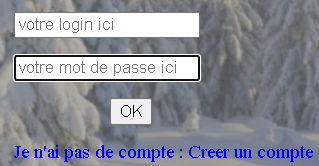 votre login ici
votre mot de passe ici
OK
Je n'ai pas de compte : Creer un compte